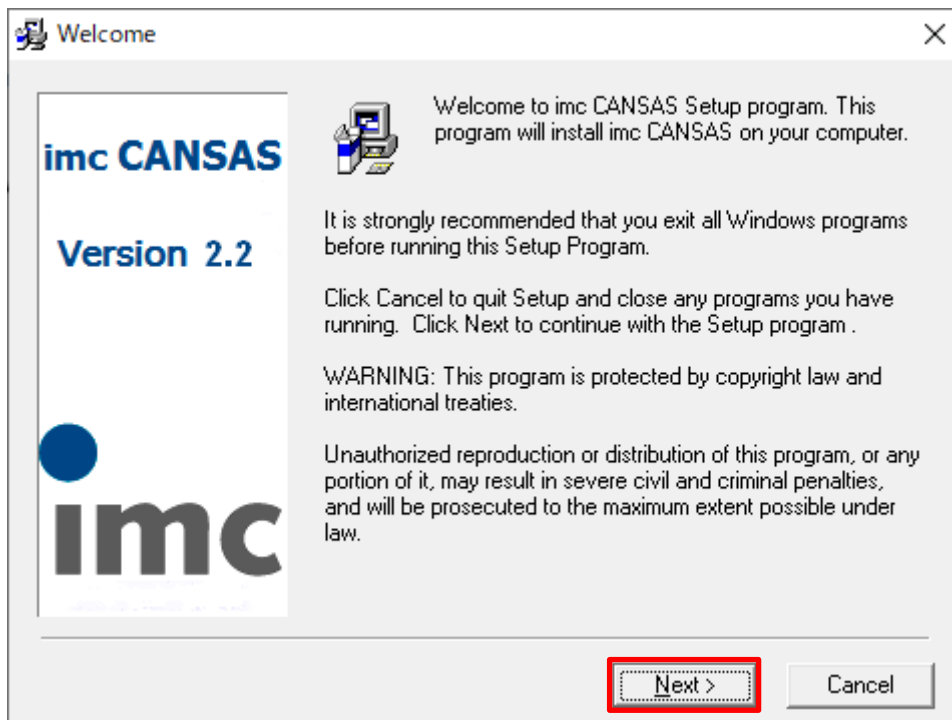 Welcome
imc CANSAS
Version 2.2
imc
Welcome to imc CANSAS Setup program. This
program will install imc CANSAS on your computer.
It is strongly recommended that you exit all Windows programs
before running this Setup Program.
Click Cancel to quit Setup and close any programs you have
running.  Click Next to continue with the Setup program .
WARNING: This program is protected by copyright law and
international treaties.
Unauthorized reproduction or distribution of this program, or any
portion of it, may result in severe civil and criminal penalties,
and will be prosecuted to the maximum extent possible under
law.
Next >
Cancel